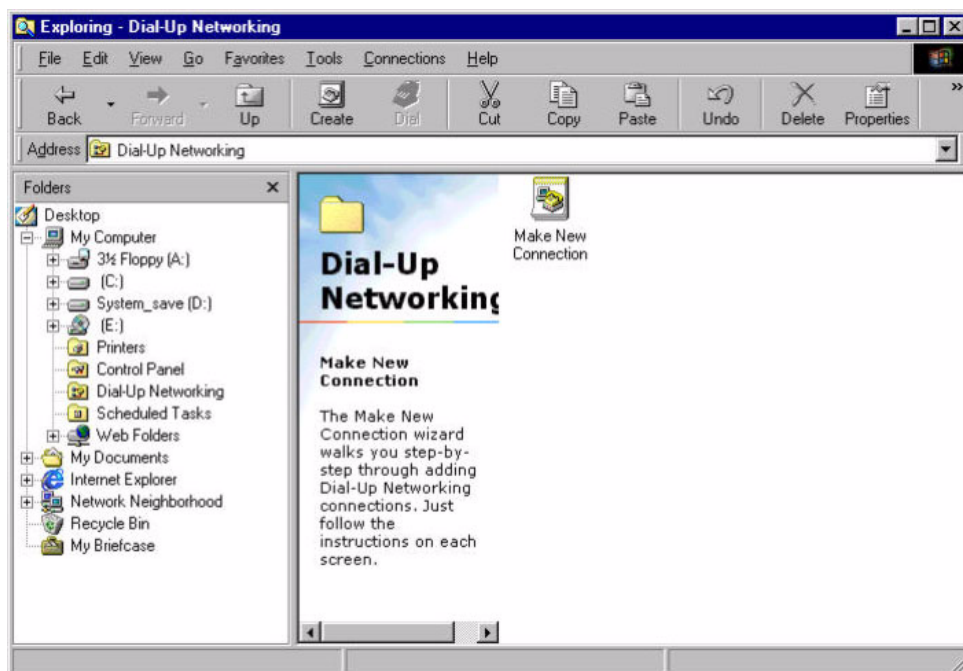 Exploring - Dial-Up Networking
File Edit View Go Favorites Tools Connections Help
Back Forward Up Create Dial Cut Copy Paste Undo Delete Properties »
Address Dial-Up Networking
Folders
Desktop
My Computer
3½ Floppy (A:)
(C:)
System_save (D:)
(E:)
Printers
Control Panel
Dial-Up Networking
Scheduled Tasks
Web Folders
My Documents
Internet Explorer
Network Neighborhood
Recycle Bin
My Briefcase
Dial-Up
Networking
Make New
Connection
The Make New
Connection wizard
walks you step-by-
step through adding
Dial-Up Networking
connections. Just
follow the
instructions on each
screen.
Make New
Connection